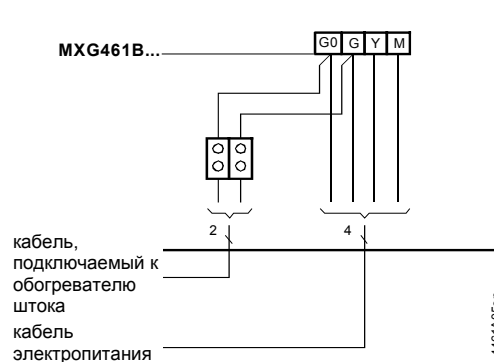 MXG461B...
G0 G Y M
2
4
кабель,
подключаемый к
обогревателю
штока
кабель
электропитания